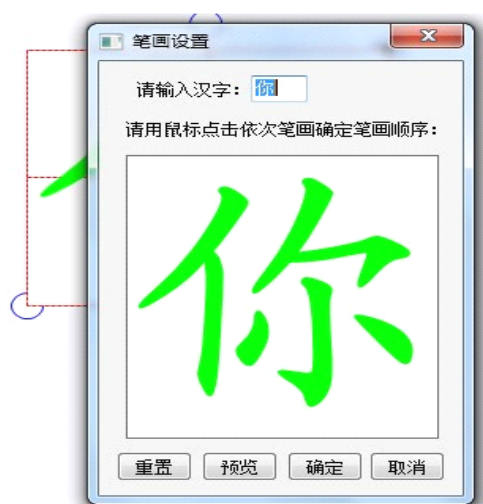 笔画设置
请输入汉字：你
请用鼠标点击依次笔画确定笔画顺序：
你
重置 预览 确定 取消